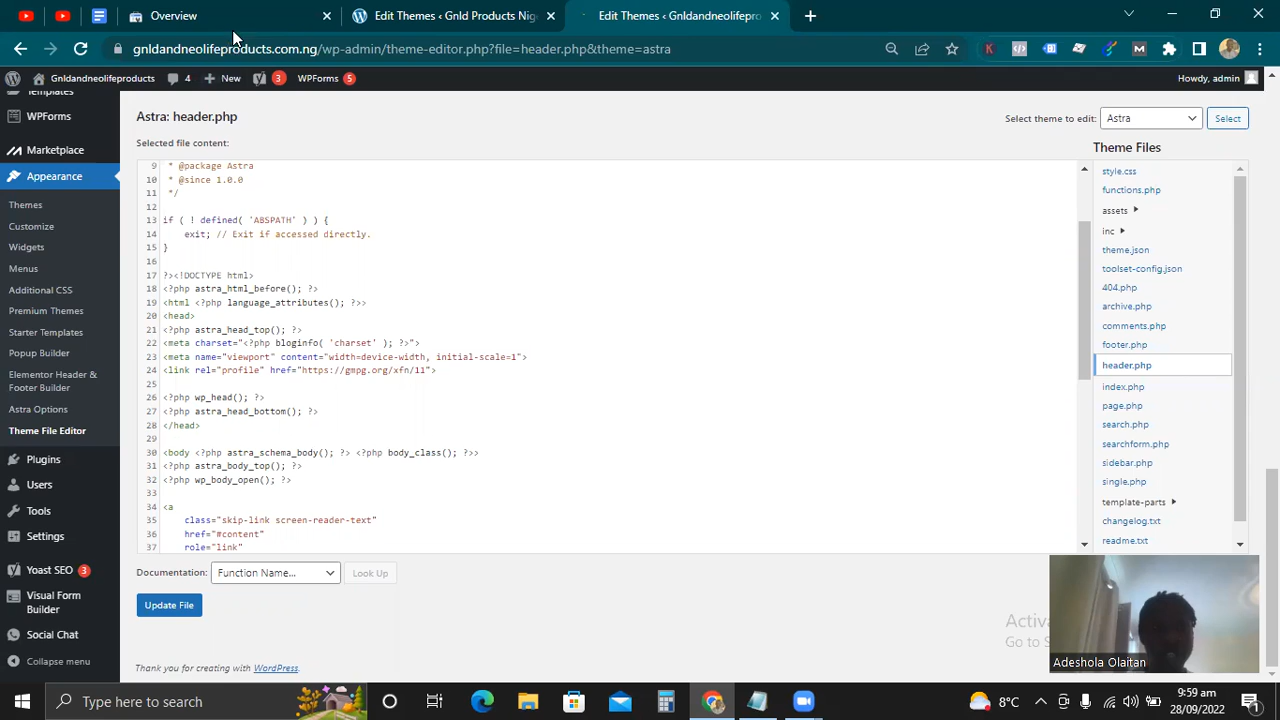 Overview
Edit Themes ‹ Gnld Products Nig
Edit Themes ‹ Gnldandneolifepro
gnldandneolifeproducts.com.ng/wp-admin/theme-editor.php?file=header.php&theme=astra
Gnldandneolifeproducts
4
New
3
WPForms
5
Howdy, admin
Templates
WPForms
Marketplace
Appearance
Themes
Customize
Widgets
Menus
Additional CSS
Premium Themes
Starter Templates
Popup Builder
Elementor Header &
Footer Builder
Astra Options
Theme File Editor
Plugins
Users
Tools
Settings
Yoast SEO 3
Visual Form
Builder
Social Chat
Collapse menu
Astra: header.php
Select theme to edit:
Astra
Select
Selected file content:
9 * @package Astra
10 * @since 1.0.0
11 */
12
13 if ( ! defined( 'ABSPATH' ) ) {
14 exit; // Exit if accessed directly.
15 }
16
17 ?><!DOCTYPE html>
18 <?php astra_html_before(); ?>
19 <html <?php language_attributes(); ?>>
20 <head>
21 <?php astra_head_top(); ?>
22 <meta charset="<?php bloginfo( 'charset' ); ?>">
23 <meta name="viewport" content="width=device-width, initial-scale=1">
24 <link rel="profile" href="https://gmpg.org/xfn/11">
25
26 <?php wp_head(); ?>
27 <?php astra_head_bottom(); ?>
28 </head>
29
30 <body <?php astra_schema_body(); ?> <?php body_class(); ?>>
31 <?php astra_body_top(); ?>
32 <?php wp_body_open(); ?>
33
34 <a
35 class="skip-link screen-reader-text"
36 href="#content"
37 role="link"
Theme Files
style.css
functions.php
assets
inc
theme.json
toolset-config.json
404.php
archive.php
comments.php
footer.php
header.php
index.php
page.php
search.php
searchform.php
sidebar.php
single.php
template-parts
changelog.txt
readme.txt
Documentation:
Function Name...
Look Up
Update File
Thank you for creating with WordPress.
Go to
Adeshola Olaitan
Type here to search
8°C
9:59 am
28/09/2022
1